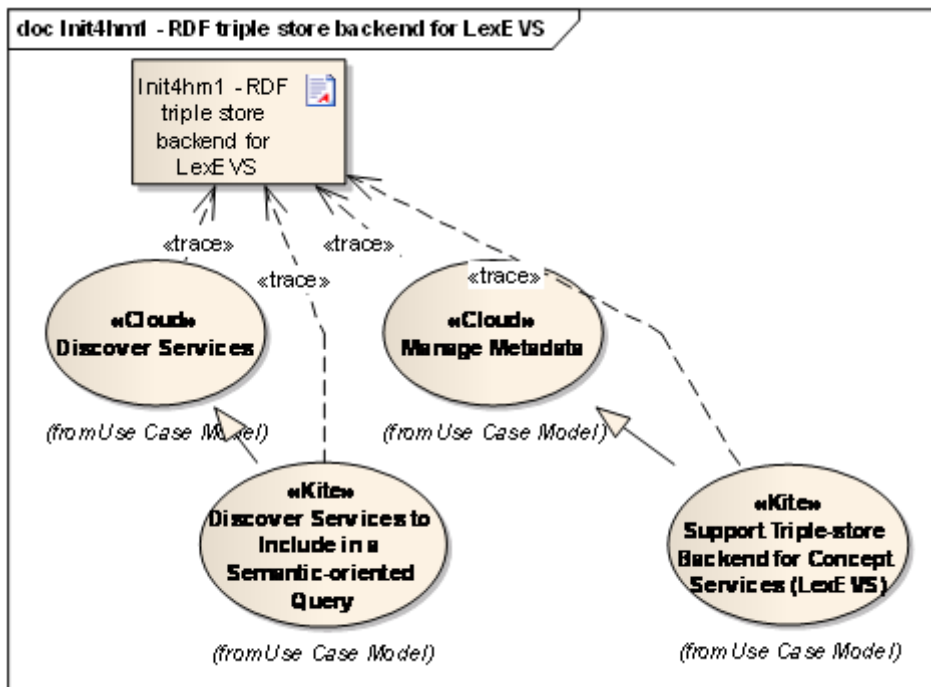 doc Init4hm1 - RDF triple store backend for LexEVS
Init4hm1 - RDF
triple store
backend for
LexEVS
«trace»
«trace»
«trace»
«trace»
«Cloud»
Discover Services
«Cloud»
Manage Metadata
(from Use Case Model)
(from Use Case Model)
«Kite»
Discover Services to
Include in a
Semantic-oriented
Query
«Kite»
Support Triple-store
Backend for Concept
Services (LexEVS)
(from Use Case Model)
(from Use Case Model)